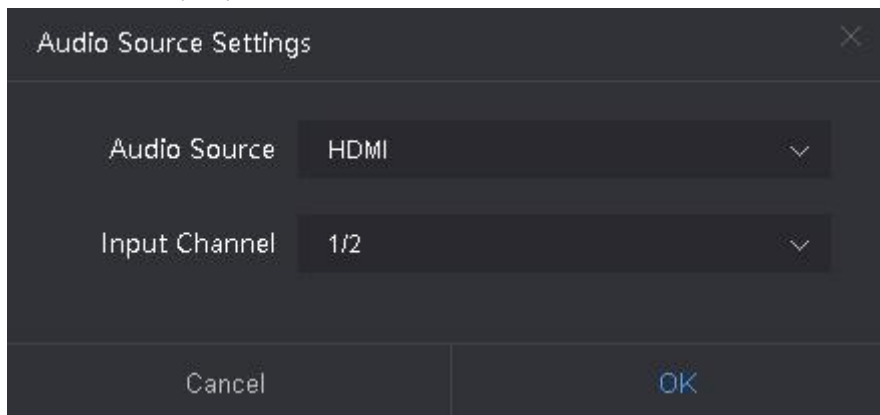 Audio Source Settings
Audio Source HDMI
Input Channel 1/2
Cancel OK